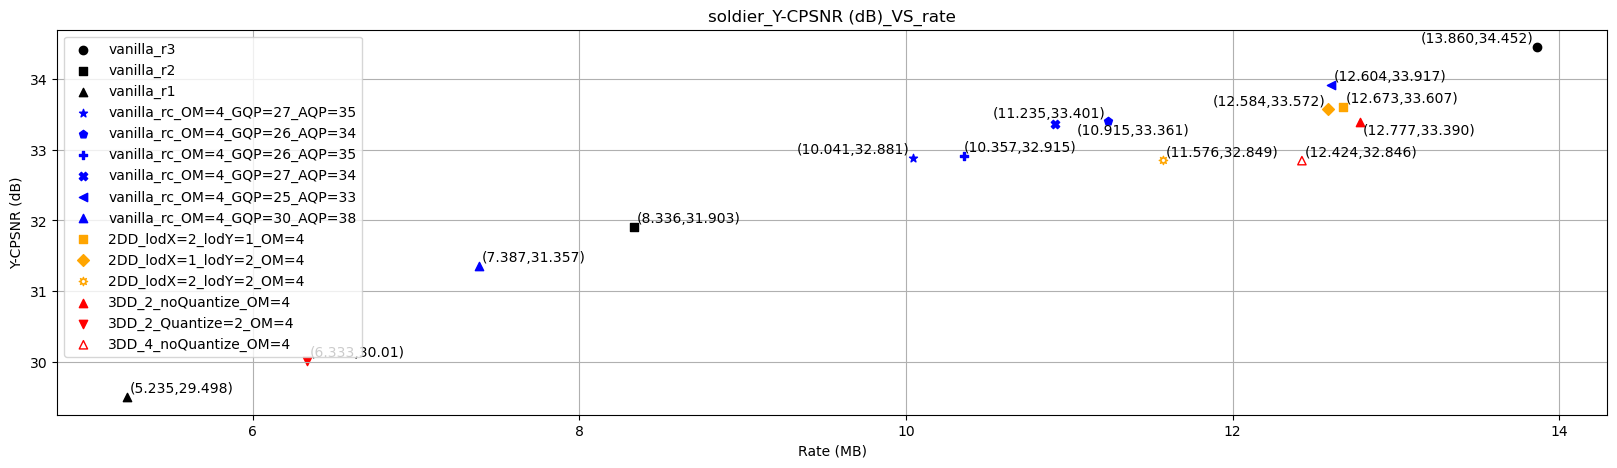 soldier_Y-CPSNR (dB)_VS_rate
vanilla_r3
vanilla_r2
vanilla_r1
vanilla_rc_OM=4_GQP=27_AQP=35
vanilla_rc_OM=4_GQP=26_AQP=34
vanilla_rc_OM=4_GQP=26_AQP=35
vanilla_rc_OM=4_GQP=27_AQP=34
vanilla_rc_OM=4_GQP=25_AQP=33
vanilla_rc_OM=4_GQP=30_AQP=38
2DD_lodX=2_lodY=1_OM=4
2DD_lodX=1_lodY=2_OM=4
2DD_lodX=2_lodY=2_OM=4
3DD_2_noQuantize_OM=4
3DD_2_Quantize=2_OM=4
3DD_4_noQuantize_OM=4
(13.860,34.452)
(12.604,33.917)
(12.584,33.572)
(12.673,33.607)
(11.235,33.401)
(10.915,33.361)
(12.777,33.390)
(10.041,32.881)
(10.357,32.915)
(11.576,32.849)
(12.424,32.846)
(8.336,31.903)
(7.387,31.357)
(6.333,30.01)
(5.235,29.498)
34
33
32
31
30
Y-CPSNR (dB)
6
8
10
12
14
Rate (MB)